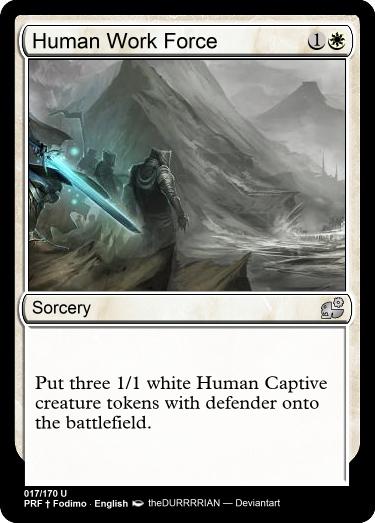 Human Work Force 1
Sorcery
Put three 1/1 white Human Captive
creature tokens with defender onto
the battlefield.
017/170 U
PRF † Fodimo · English theDURRRRIAN — Deviantart